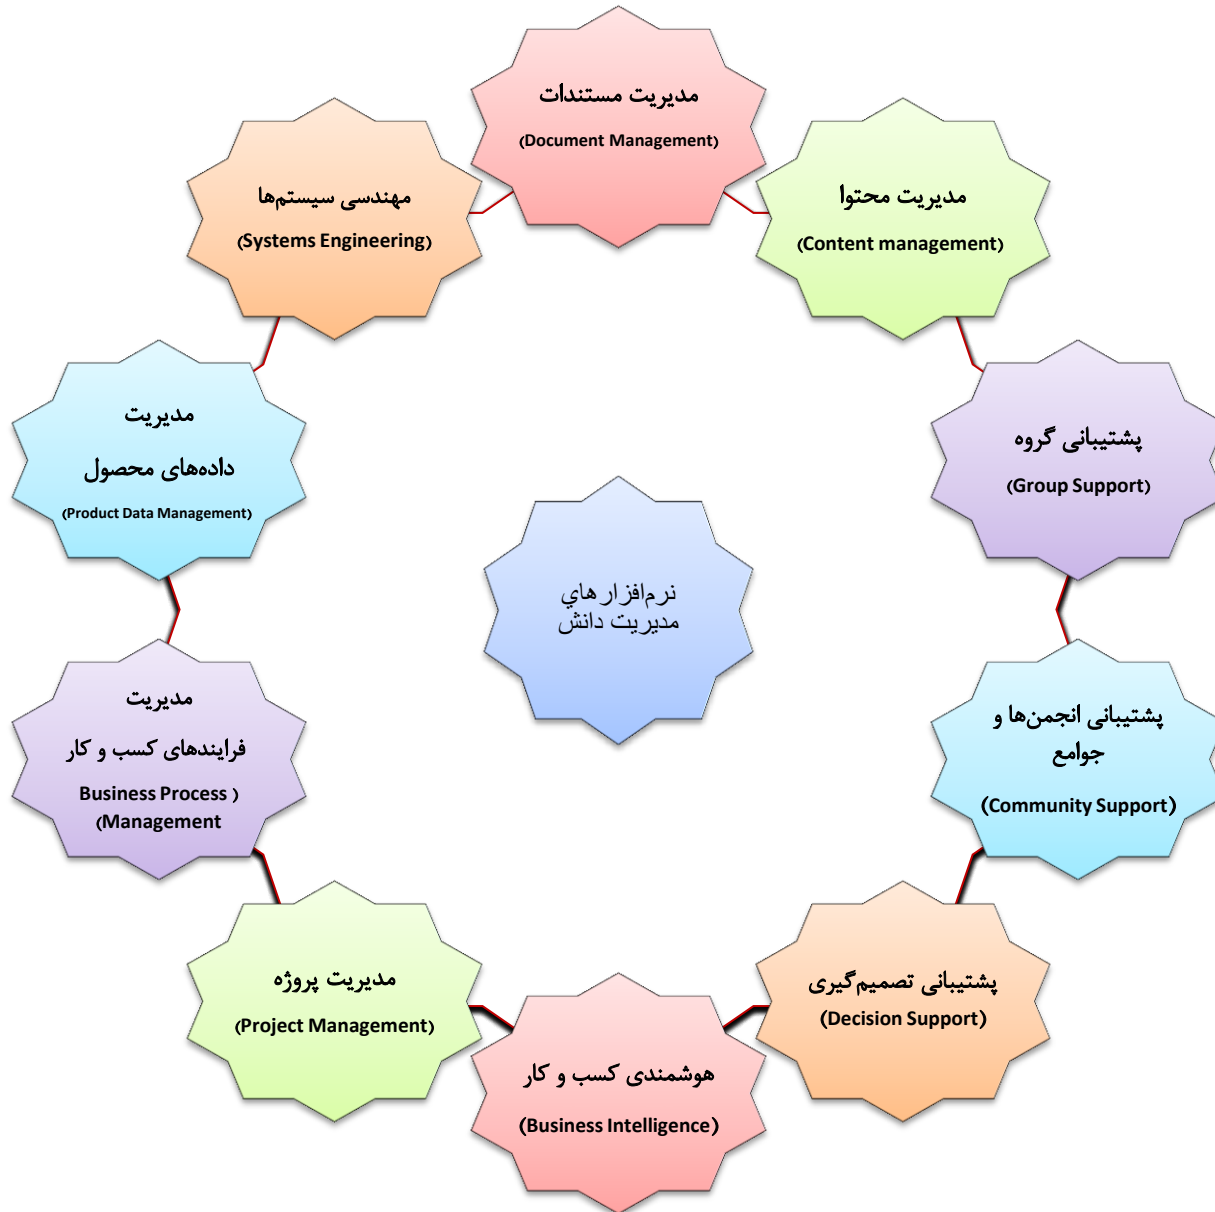 مدیریت مستندات
(Document Management)
مدیریت محتوا
(Content management)
پشتیبانی گروه
(Group Support)
پشتیبانی انجمن‌ها و
جوامع
(Community Support)
پشتیبانی تصمیم‌گیری
(Decision Support)
هوشمندی کسب و کار
(Business Intelligence)
مدیریت پروژه
(Project Management)
مدیریت
فرایندهای کسب و کار
Business Process )
(Management
مدیریت
داده‌های محصول
(Product Data Management)
مهندسی سیستم‌ها
(Systems Engineering)
نرم‌افزارهاي
مديريت دانش